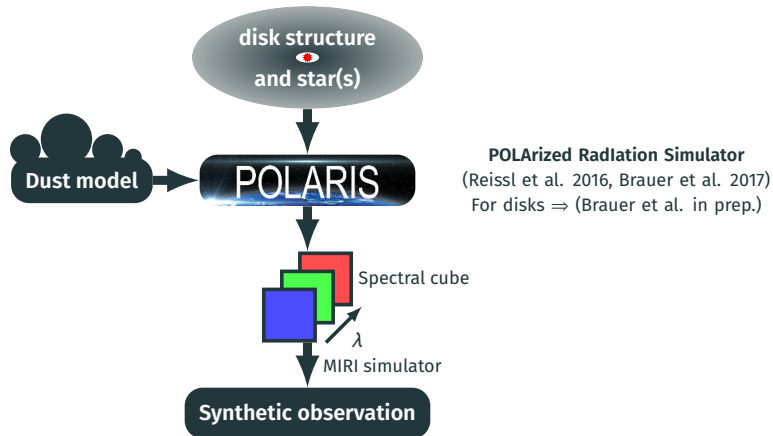 disk structure
and star(s)
Dust model
POLARIS
POLArized RadIation Simulator
(Reissl et al. 2016, Brauer et al. 2017)
For disks ⇒ (Brauer et al. in prep.)
Spectral cube
λ
MIRI simulator
Synthetic observation